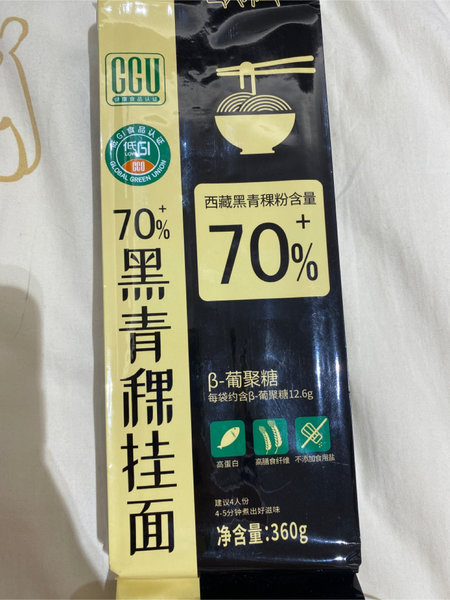 GGU
健康食品认证
低GI食品认证
低GI
LOW
GGU
GLOBAL GREEN UNION
70%+
黑青稞挂面
西藏黑青稞粉含量
70%+
β-葡聚糖
每袋约含β-葡聚糖12.6g
高蛋白
高膳食纤维
不添加食用盐
建议4人份
4-5分钟煮出好滋味
净含量:360g